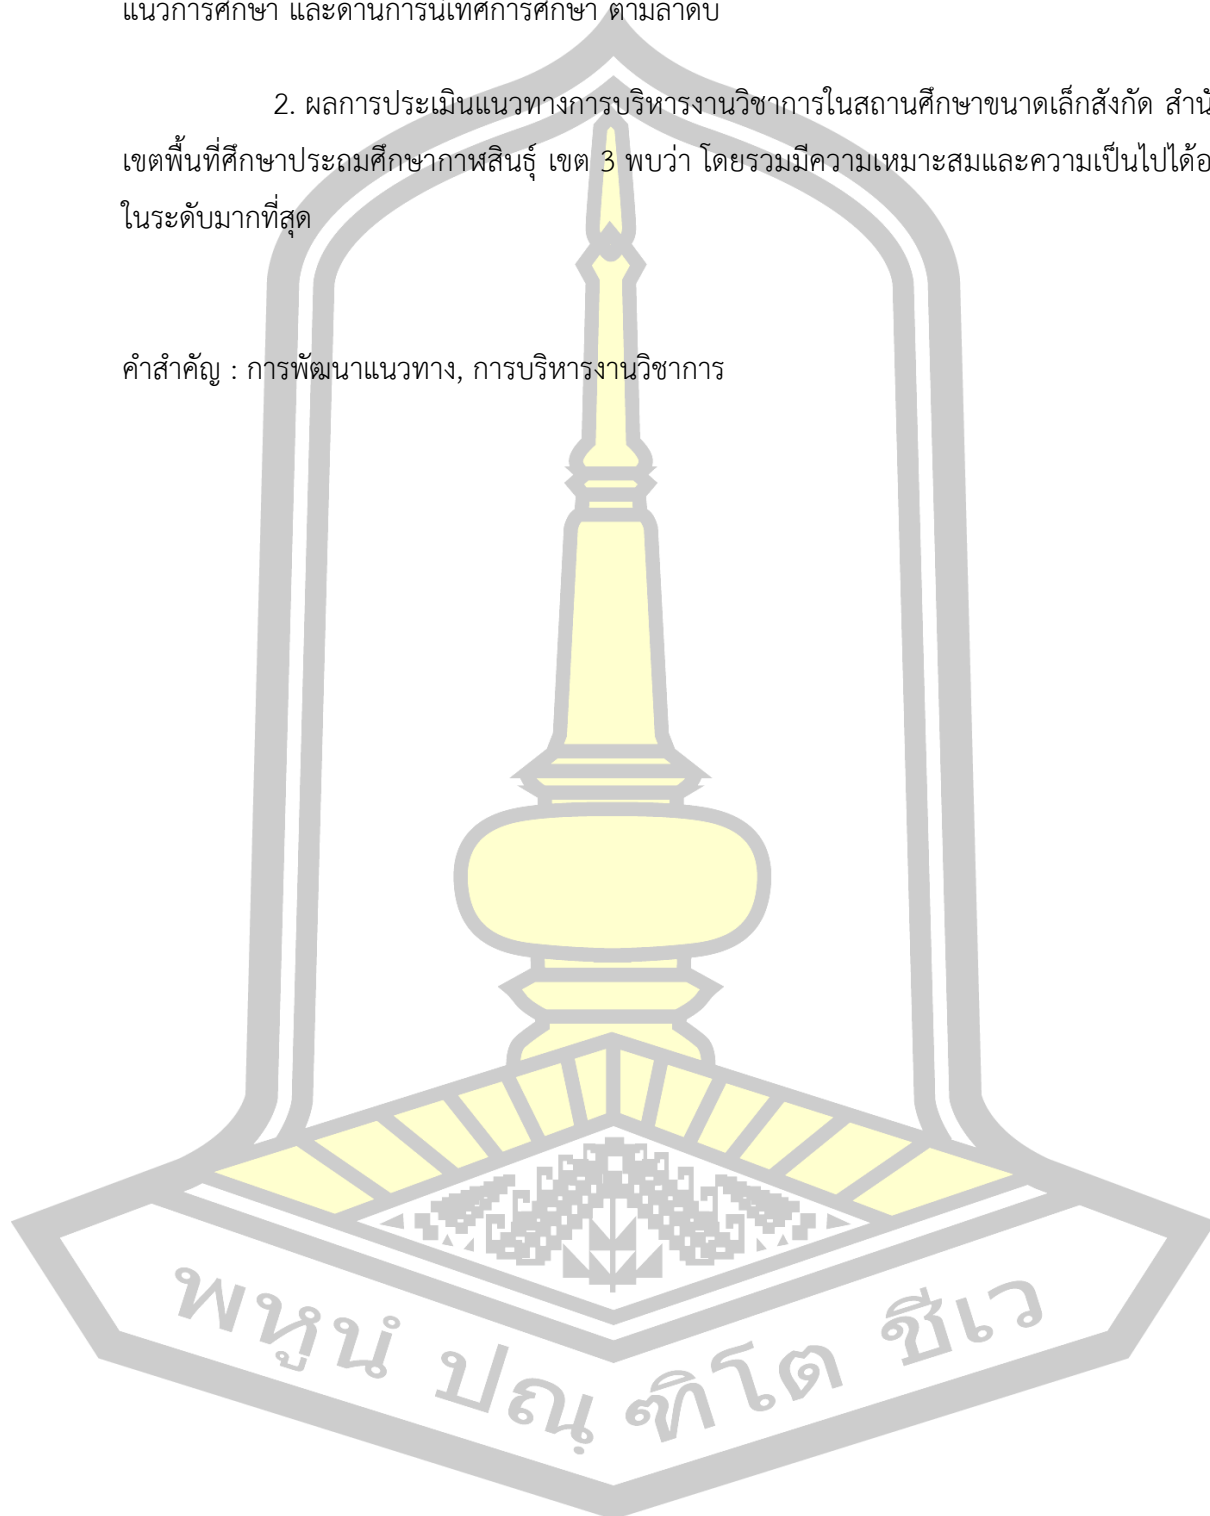 แนวการศึกษา และด้านการนิเทศการศึกษา ตามลำดับ
2. ผลการประเมินแนวทางการบริหารงานวิชาการในสถานศึกษาขนาดเล็กสังกัด
เขตพื้นที่ศึกษาประถมศึกษากาฬสินธุ์ เขต 3 พบว่า โดยรวมมีความเหมาะสมและความเป็นไปได้
ในระดับมากที่สุด
คำสำคัญ : การพัฒนาแนวทาง, การบริหารงานวิชาการ
พหูนํ ปณฺฑิโต ชีเว